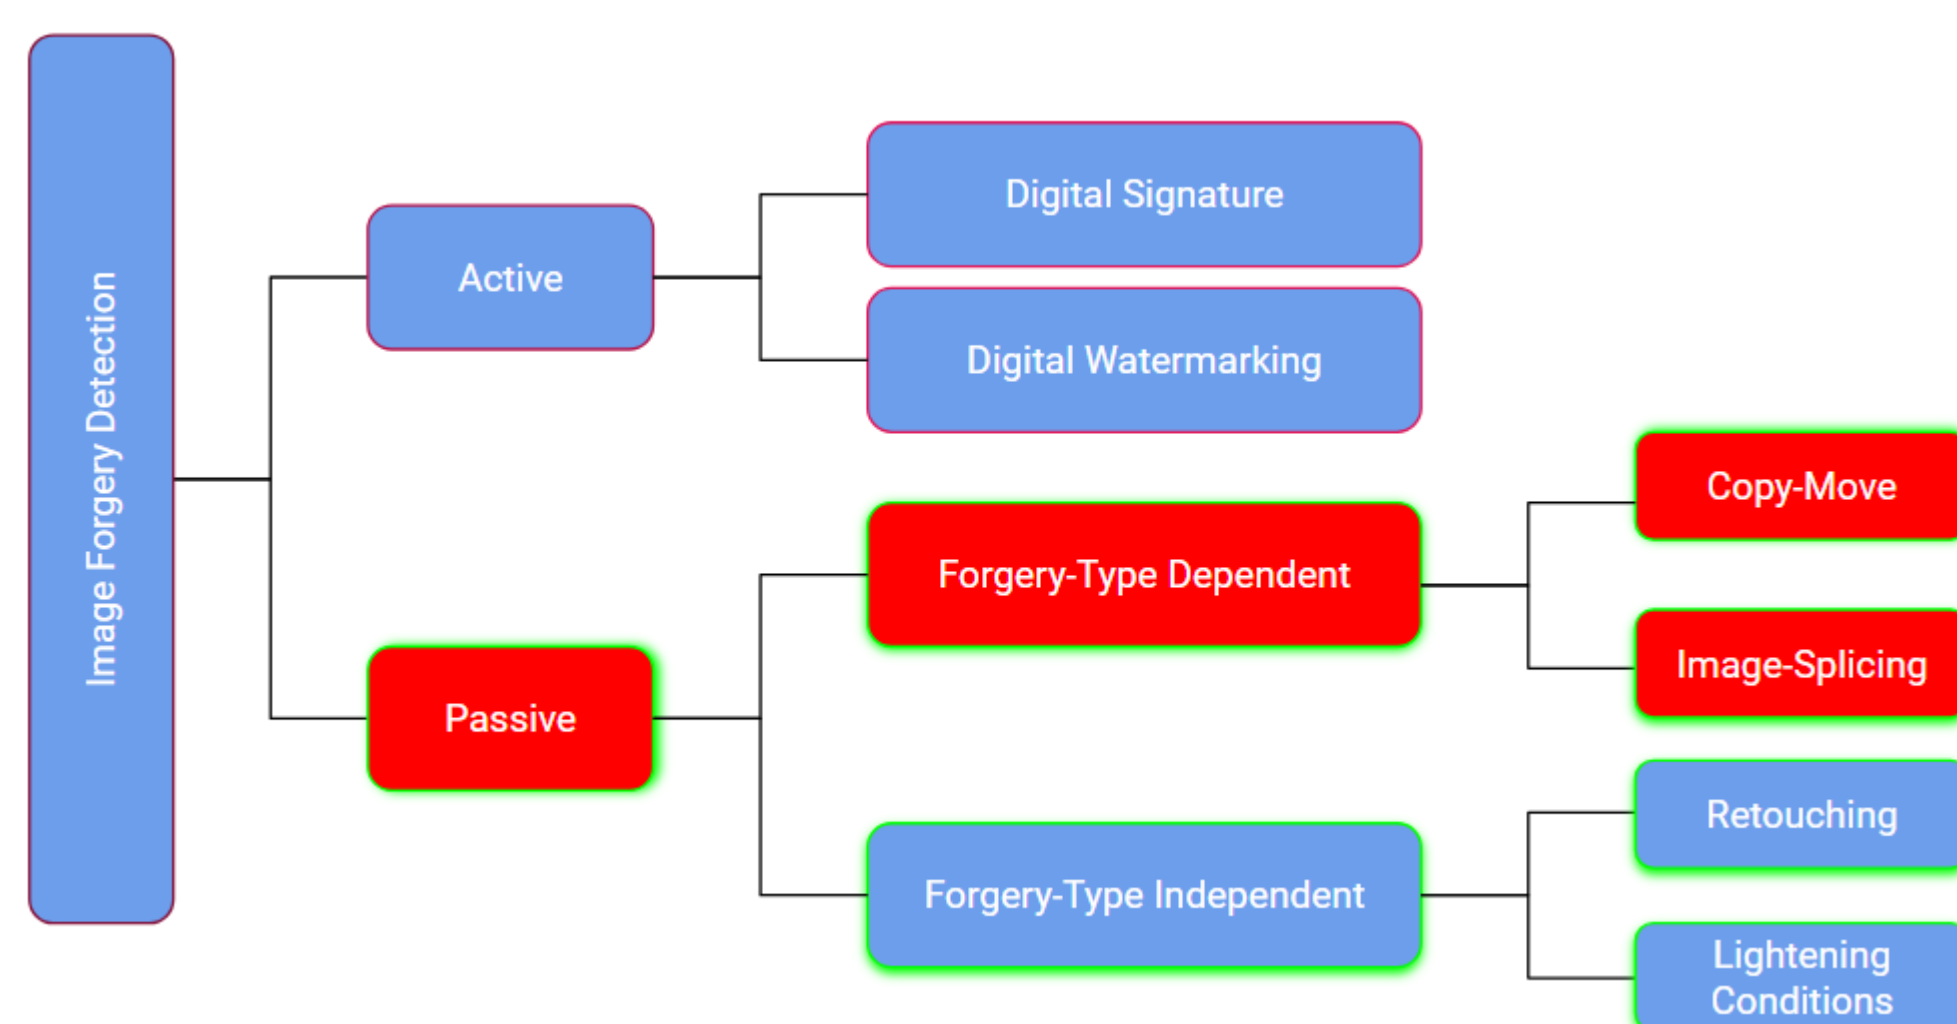 Image Forgery Detection
Active
Digital Signature
Digital Watermarking
Passive
Forgery-Type Dependent
Copy-Move
Image-Splicing
Forgery-Type Independent
Retouching
Lightening
Conditions